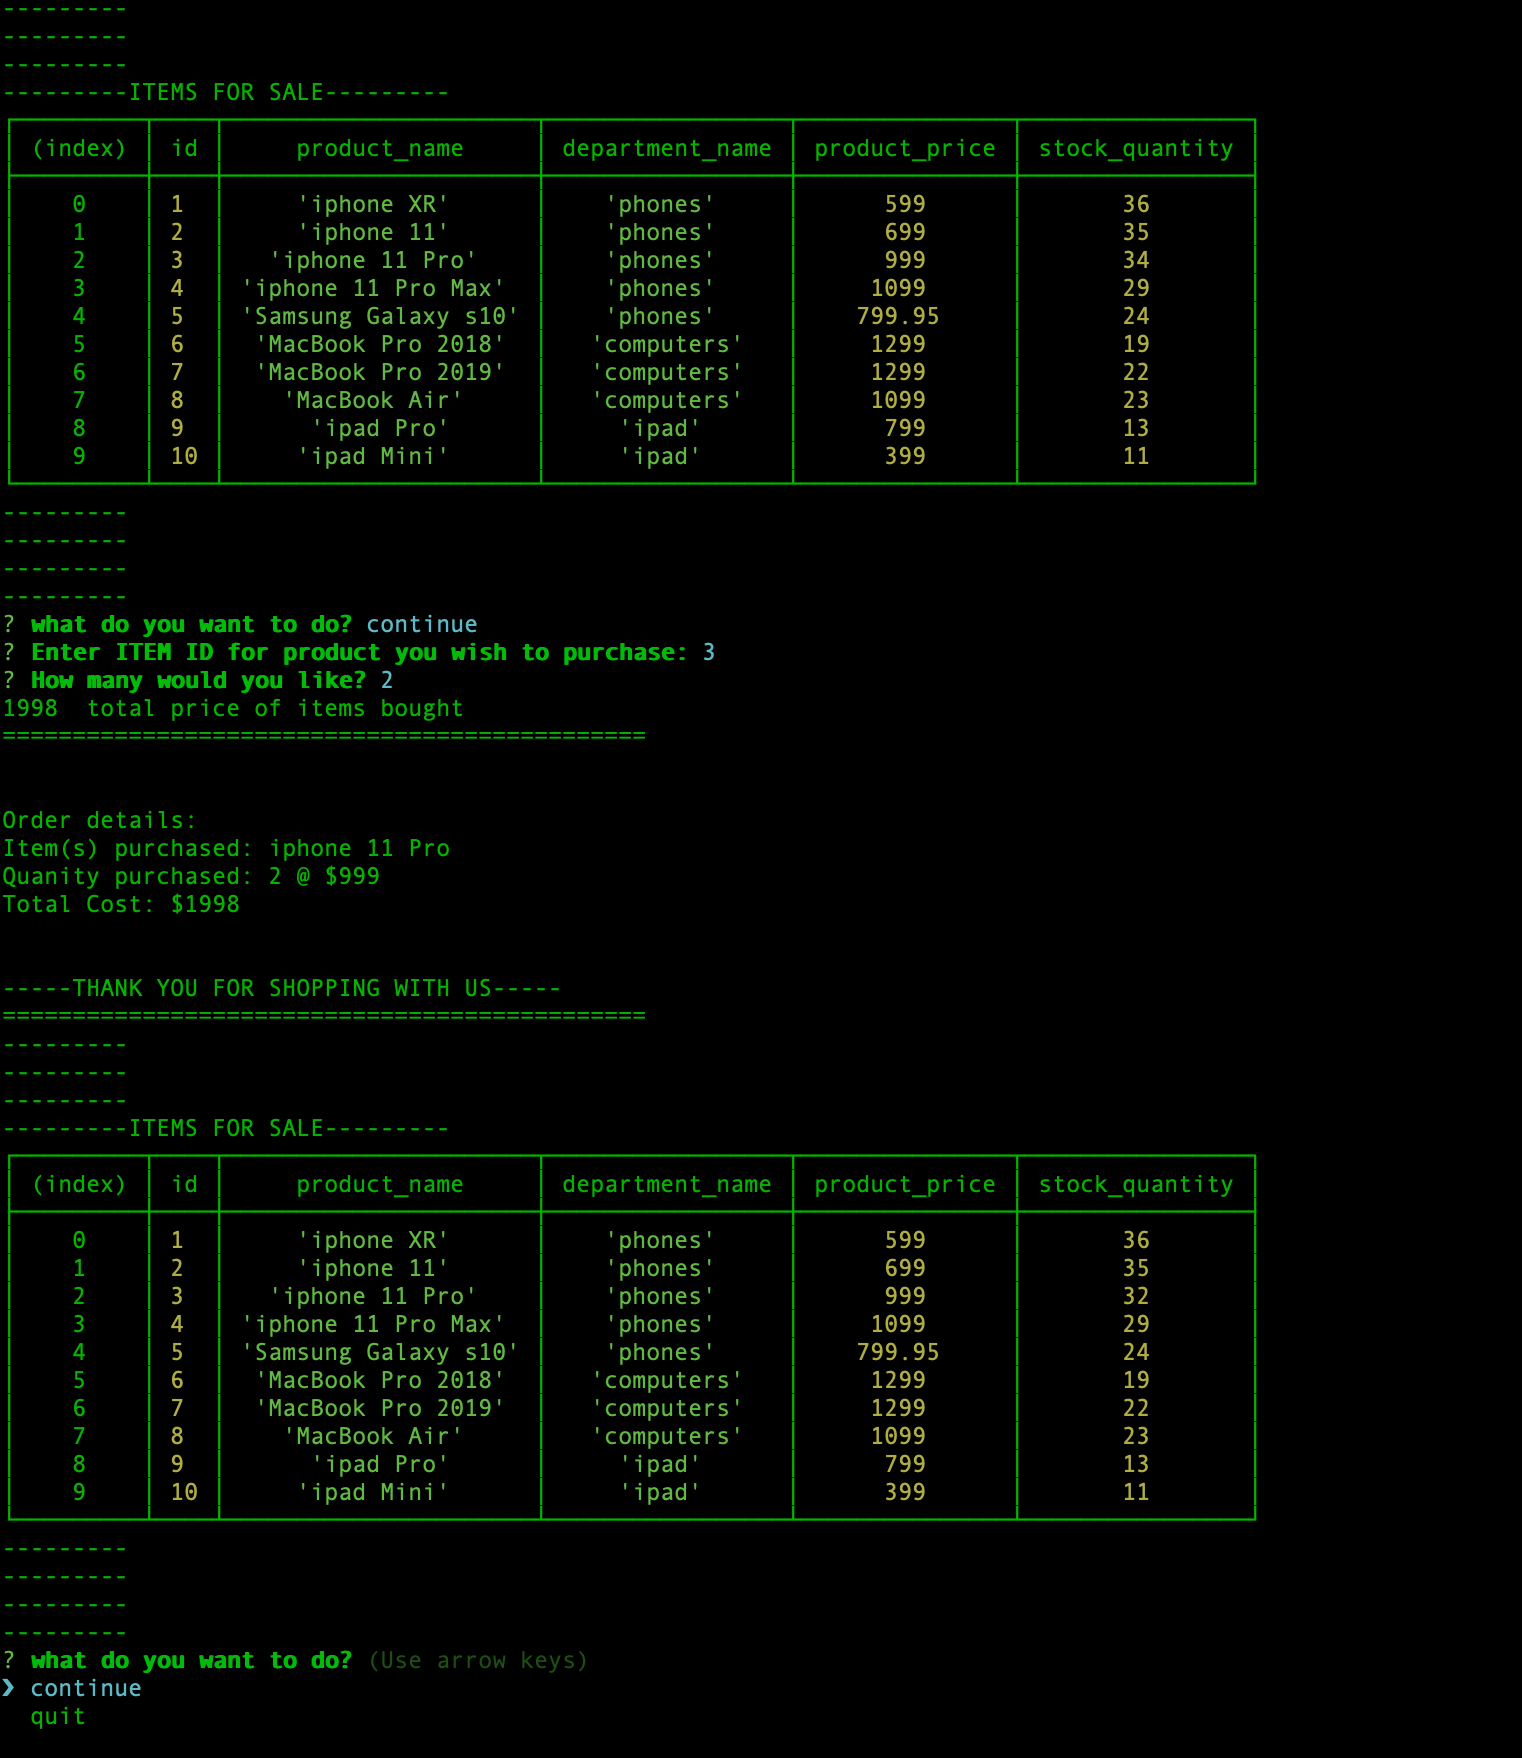 ---------
---------
---------
---------ITEMS FOR SALE---------
(index) id product_name department_name product_price stock_quantity
0 1 'iphone XR' 'phones' 599 36
1 2 'iphone 11' 'phones' 699 35
2 3 'iphone 11 Pro' 'phones' 999 34
3 4 'iphone 11 Pro Max' 'phones' 1099 29
4 5 'Samsung Galaxy s10' 'phones' 799.95 24
5 6 'MacBook Pro 2018' 'computers' 1299 19
6 7 'MacBook Pro 2019' 'computers' 1299 22
7 8 'MacBook Air' 'computers' 1099 23
8 9 'ipad Pro' 'ipad' 799 13
9 10 'ipad Mini' 'ipad' 399 11
---------
---------
---------
---------
? what do you want to do? continue
? Enter ITEM ID for product you wish to purchase: 3
? How many would you like? 2
1998  total price of items bought
==============================================
Order details:
Item(s) purchased: iphone 11 Pro
Quanity purchased: 2 @ $999
Total Cost: $1998
-----THANK YOU FOR SHOPPING WITH US-----
==============================================
---------
---------
---------
---------ITEMS FOR SALE---------
(index) id product_name department_name product_price stock_quantity
0 1 'iphone XR' 'phones' 599 36
1 2 'iphone 11' 'phones' 699 35
2 3 'iphone 11 Pro' 'phones' 999 32
3 4 'iphone 11 Pro Max' 'phones' 1099 29
4 5 'Samsung Galaxy s10' 'phones' 799.95 24
5 6 'MacBook Pro 2018' 'computers' 1299 19
6 7 'MacBook Pro 2019' 'computers' 1299 22
7 8 'MacBook Air' 'computers' 1099 23
8 9 'ipad Pro' 'ipad' 799 13
9 10 'ipad Mini' 'ipad' 399 11
---------
---------
---------
---------
? what do you want to do? (Use arrow keys)
❯ continue
quit